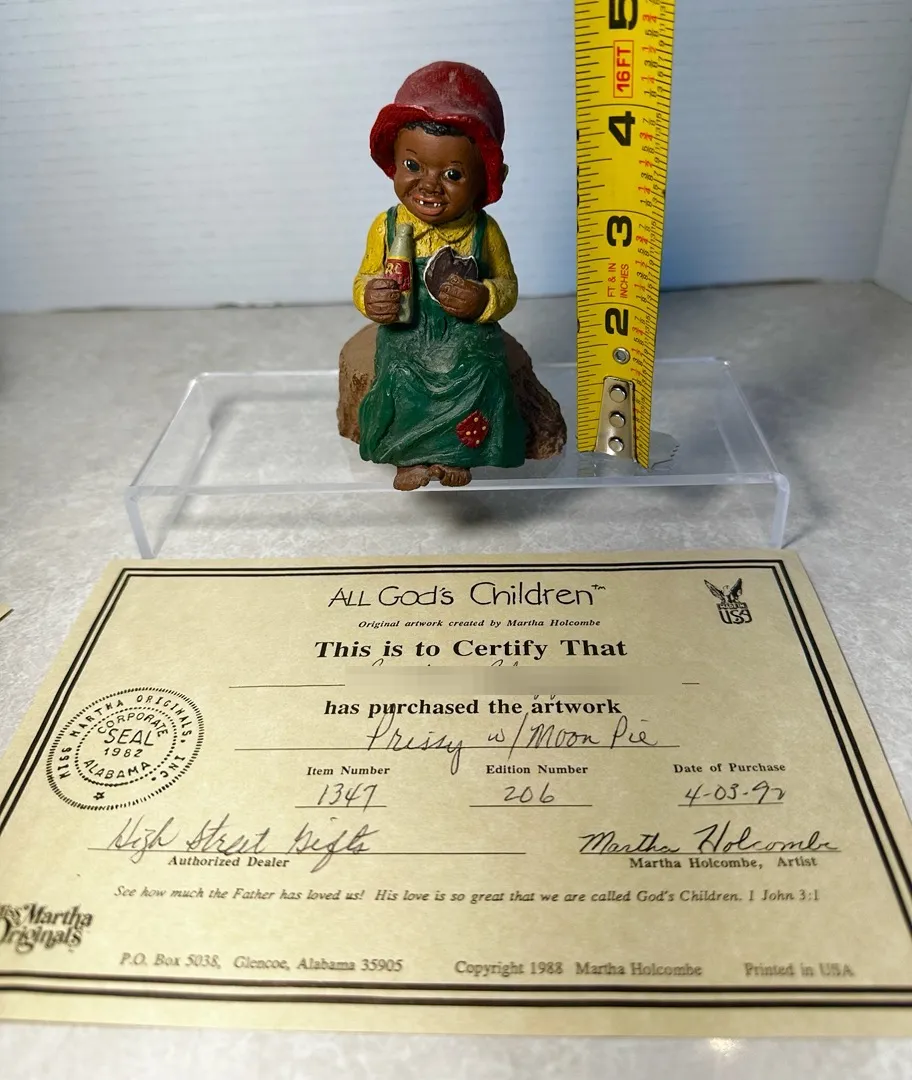 5
16FT
4
3
FT & IN
INCHES
2
RC
ALL God's Children™
Original artwork created by Martha Holcombe
USA
This is to Certify That
has purchased the artwork
Prissy w/Moon Pie
MISS MARTHA ORIGINALS, INC.
CORPORATE
SEAL
1982
ALABAMA
Item Number Edition Number Date of Purchase
1347 206 4-03-92
High Street Gifts Martha Holcombe
Authorized Dealer Martha Holcombe, Artist
See how much the Father has loved us! His love is so great that we are called God's Children. 1 John 3:1
Miss Martha
Originals
P.O. Box 5038, Glencoe, Alabama 35905 Copyright 1988 Martha Holcombe Printed in USA